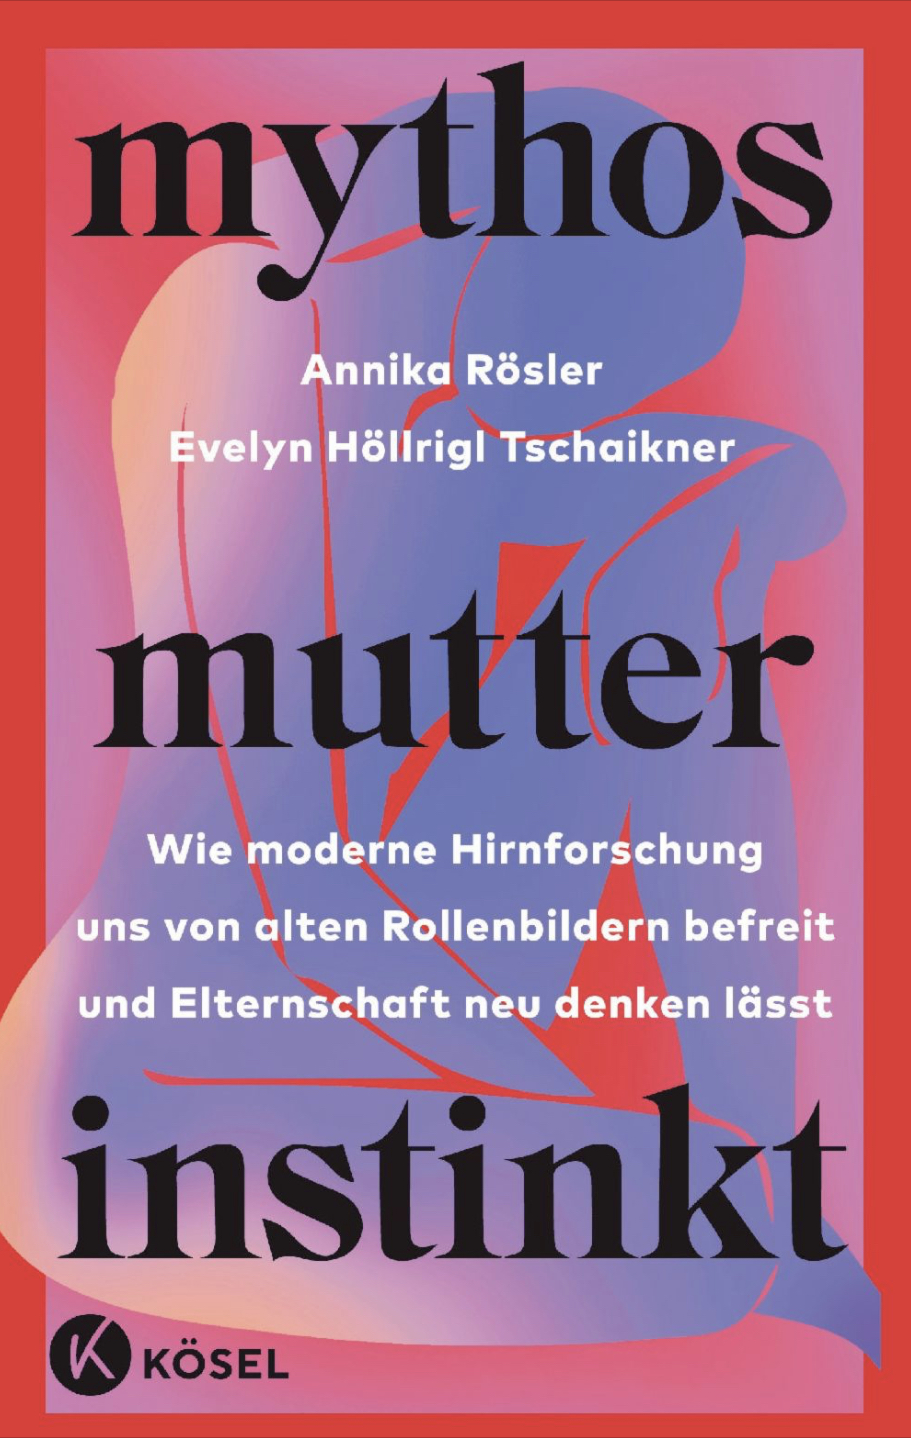 mythos
Annika Rösler
Evelyn Höllrigl Tschaikner
mutter
Wie moderne Hirnforschung
uns von alten Rollenbildern befreit
und Elternschaft neu denken lässt
instinkt
KÖSEL